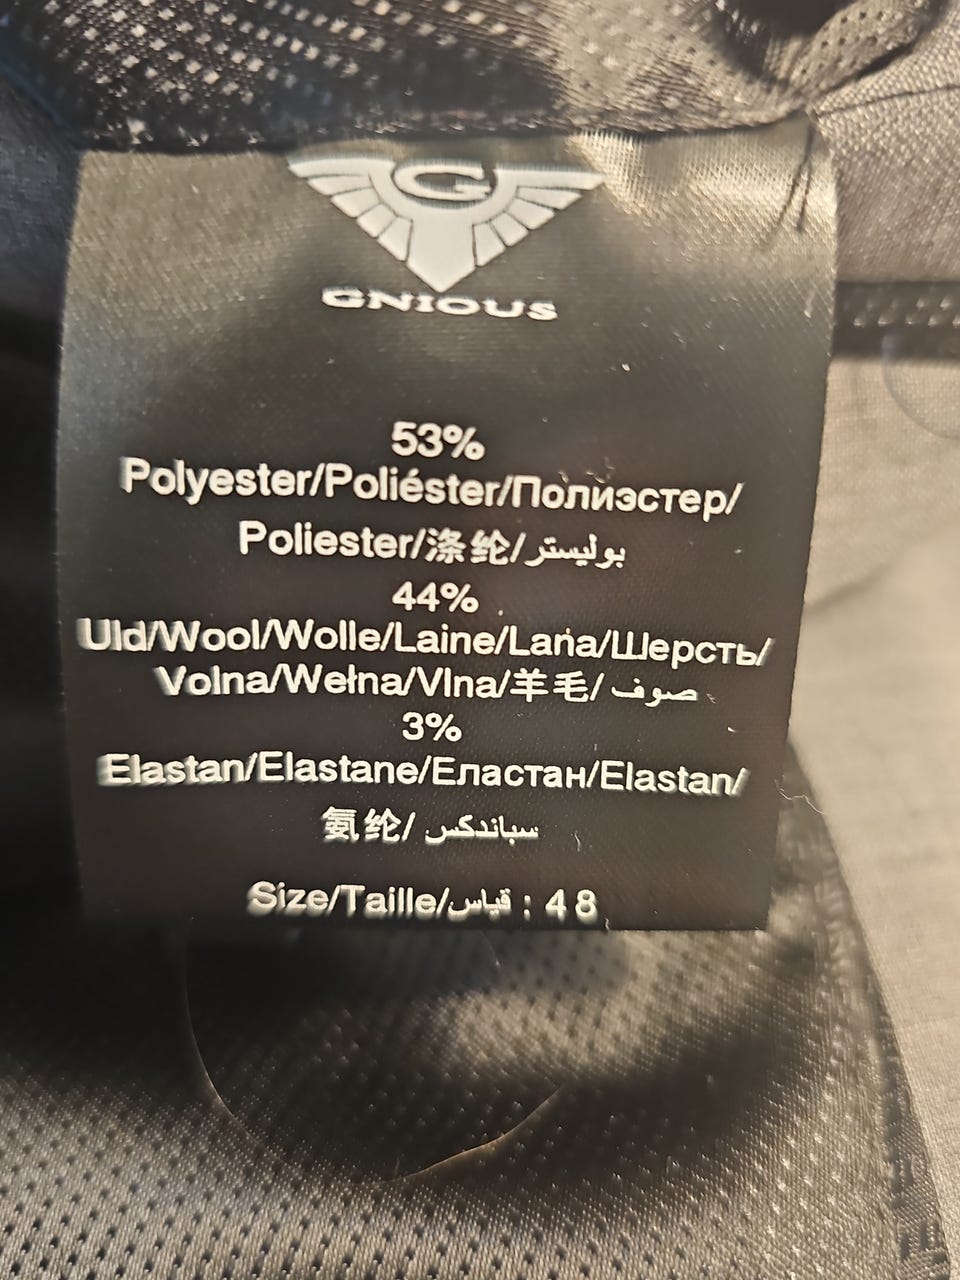 G
GNIOUS
53%
Polyester/Poliéster/Полиэстер/
Poliester/涤纶/بوليستر
44%
Uld/Wool/Wolle/Laine/Lana/Шерсть/
Volna/Wełna/Vlna/羊毛/صوف
3%
Elastan/Elastane/Еластан/Elastan/
氨纶/سباندكس
Size/Taille/قياس : 48